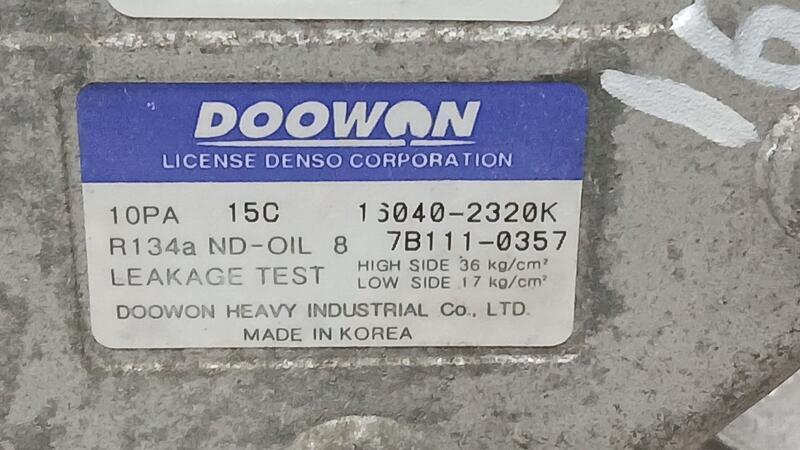 DOOWON
LICENSE DENSO CORPORATION
10PA 15C 16040-2320K
R134a ND-OIL 8 7B111-0357
LEAKAGE TEST HIGH SIDE 36 kg/cm²
LOW SIDE 17 kg/cm²
DOOWON HEAVY INDUSTRIAL Co., LTD.
MADE IN KOREA
16